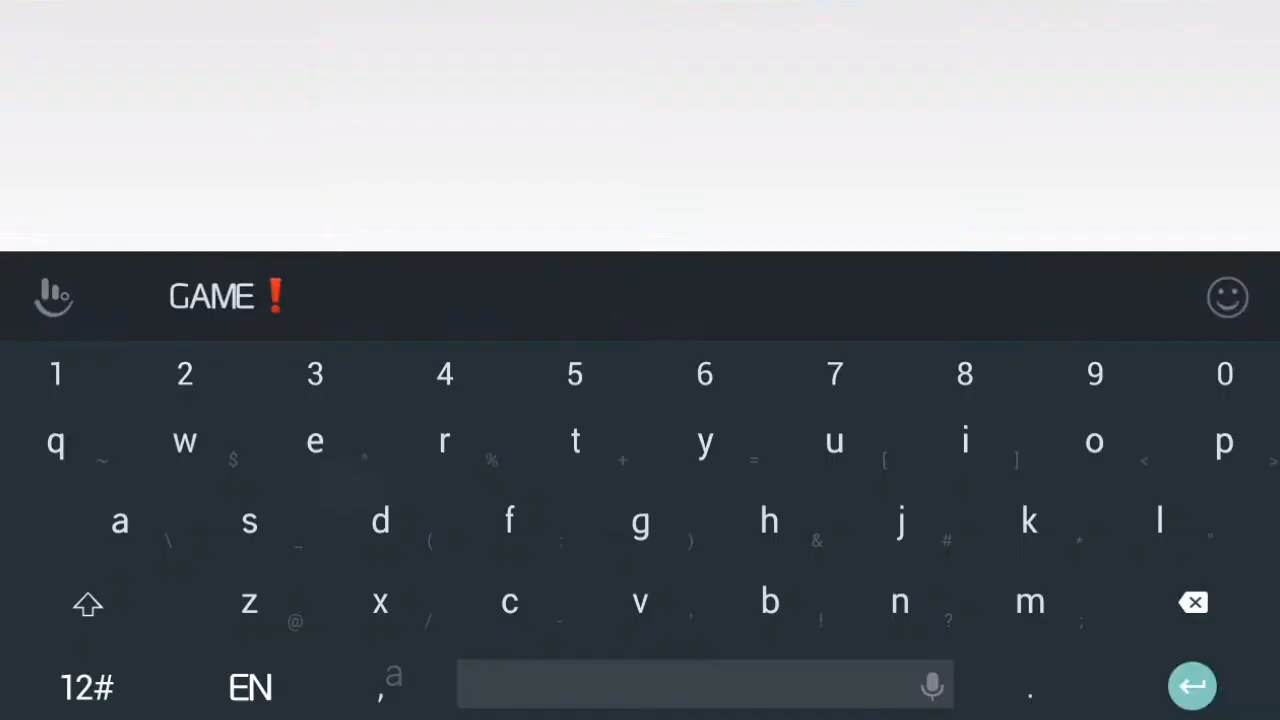 GAME❗
1 2 3 4 5 6 7 8 9 0
q w e r t y u i o p
~ $ " % + = [ ] < >
a s d f g h j k l
\ _ ( : ) & # * "
z x c v b n m
@ / - ' ! ? ;
12# EN , a .